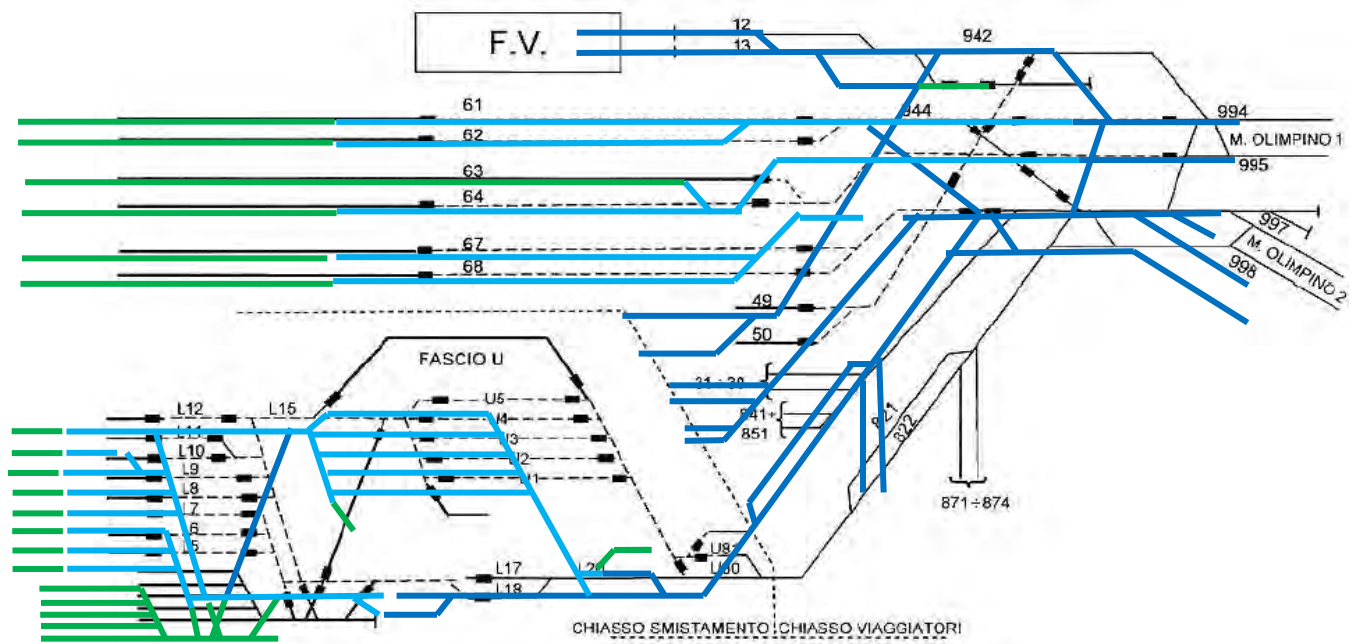 12
F.V.
13
942
61
944
994
62
M. OLIMPINO 1
995
63
64
997
67
M. OLIMPINO 2
998
68
49
50
FASCIO U
841÷
851
821
822
871÷874
L12
L15
U5
U4
L11
U3
L10
U2
L9
U1
L8
L7
6
L5
L17
U80
L18
CHIASSO SMISTAMENTO
CHIASSO VIAGGIATORI